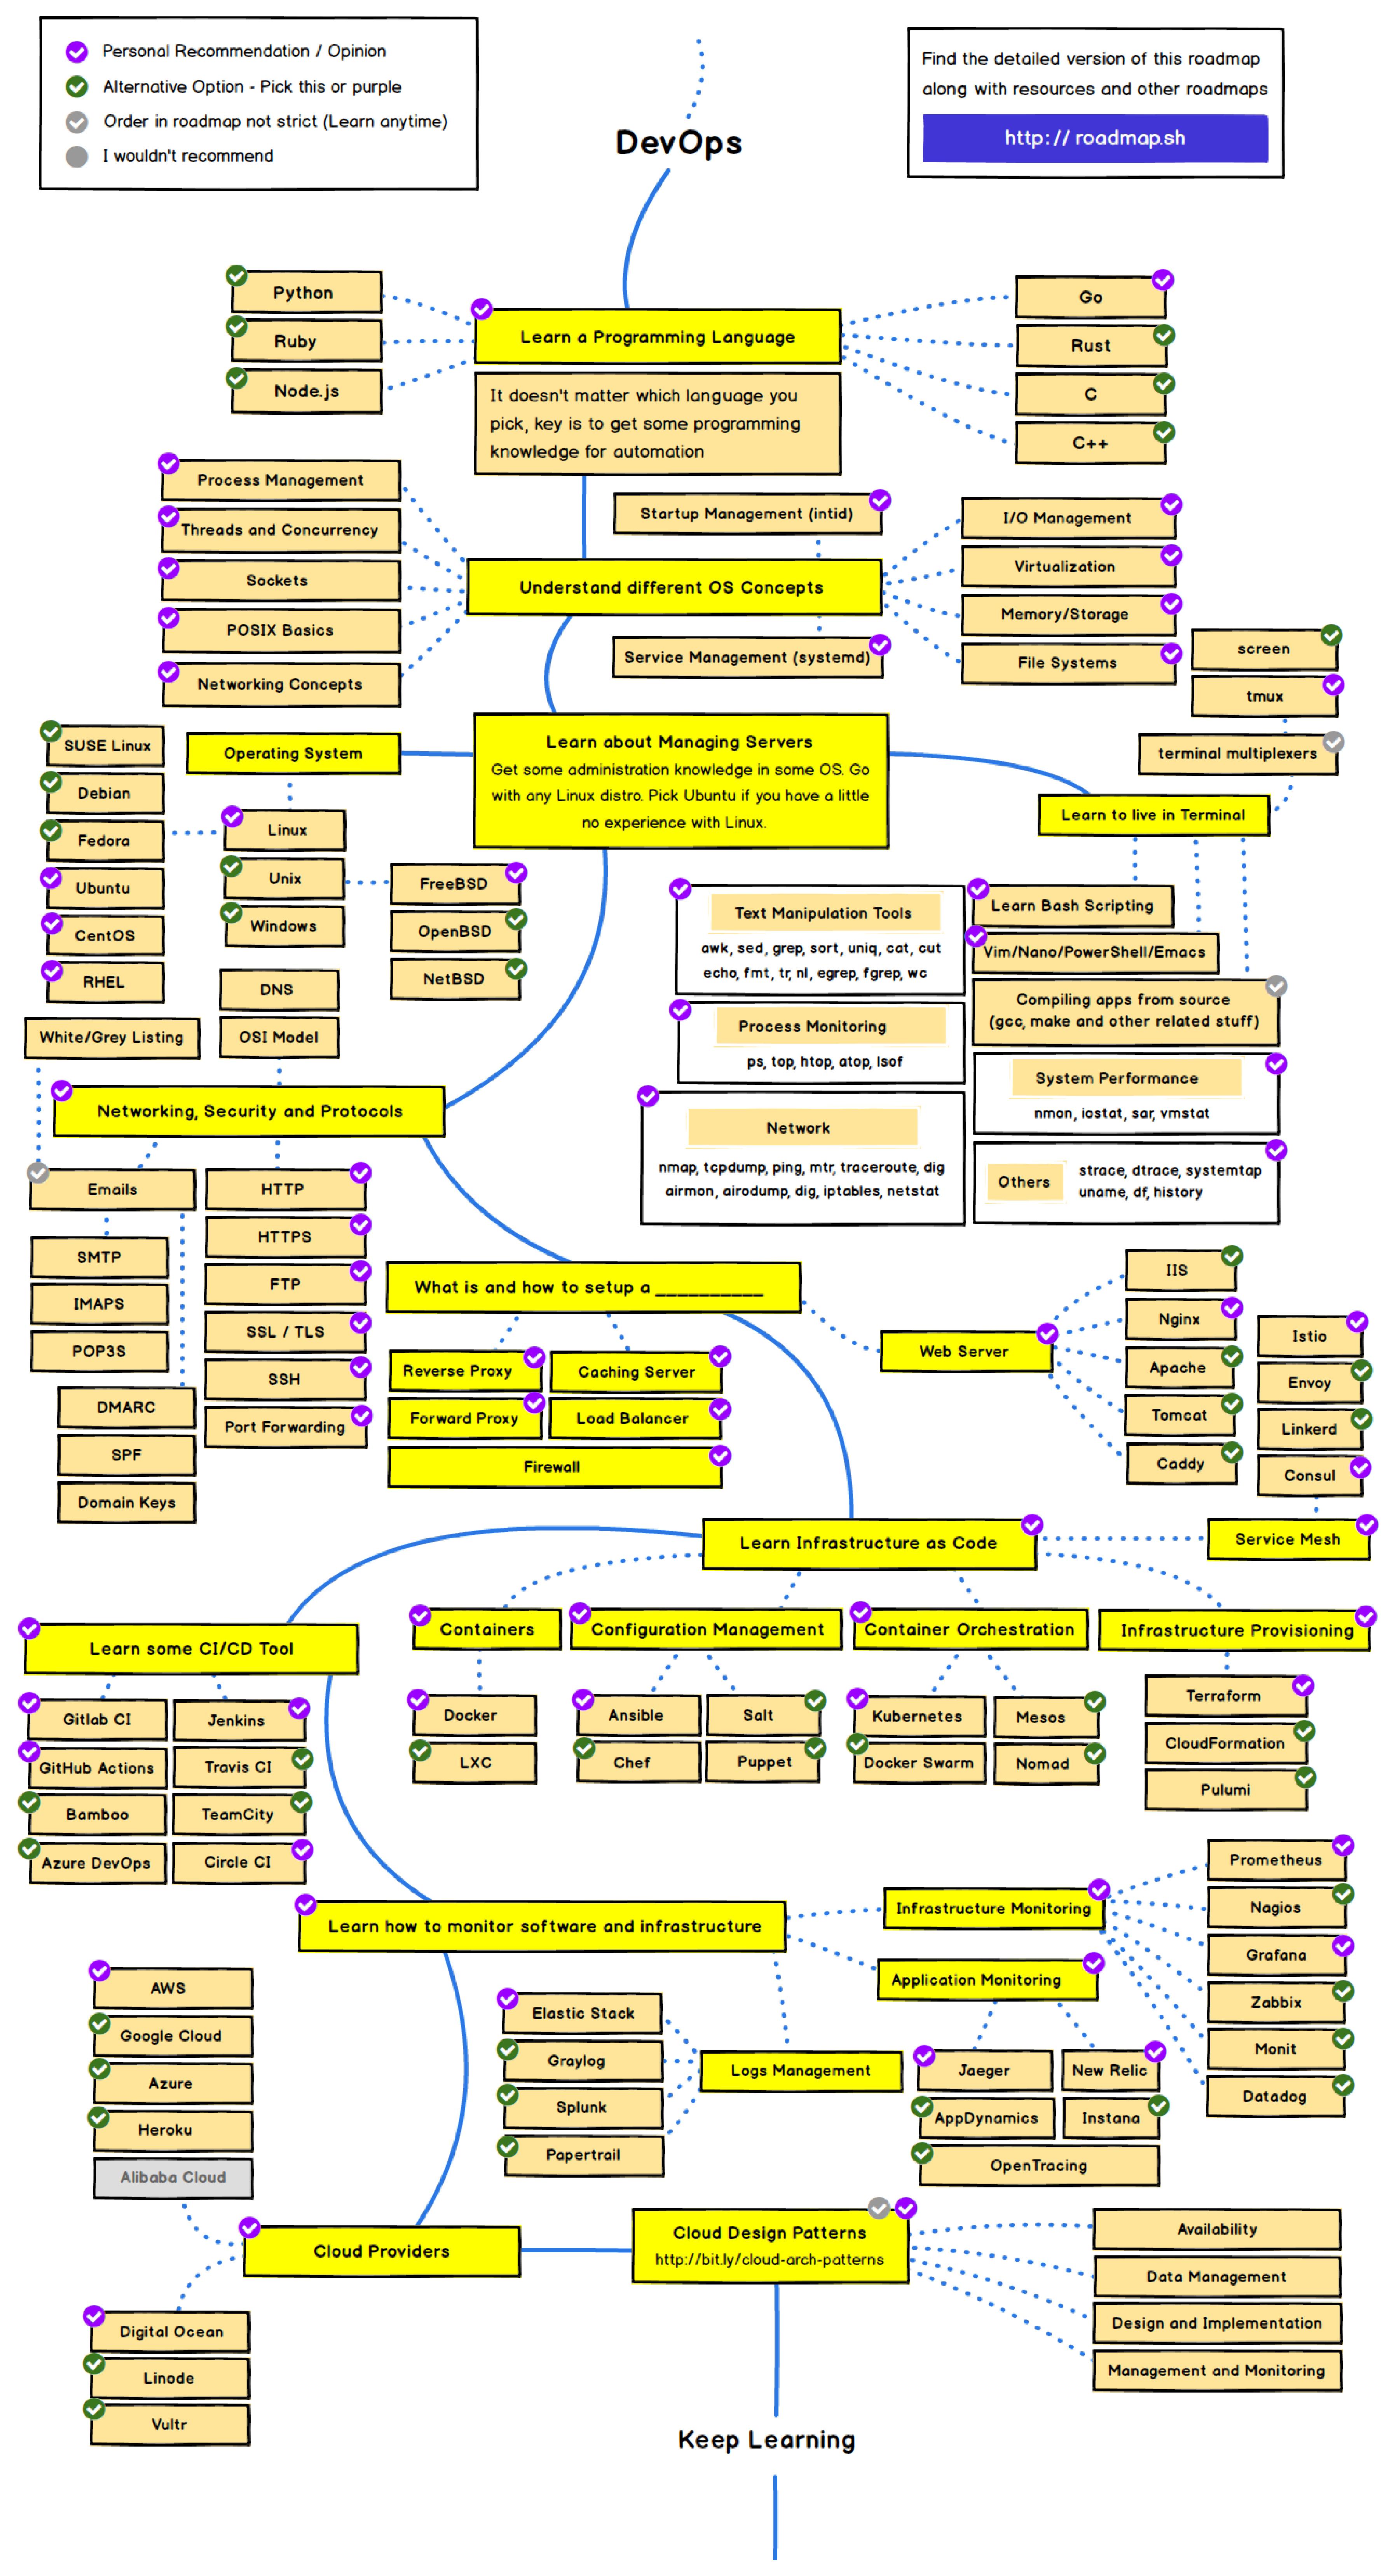 Personal Recommendation / Opinion
Alternative Option - Pick this or purple
Order in roadmap not strict (Learn anytime)
I wouldn't recommend
Find the detailed version of this roadmap
along with resources and other roadmaps
http:// roadmap.sh
DevOps
Learn a Programming Language
It doesn't matter which language you
pick, key is to get some programming
knowledge for automation
Python
Ruby
Node.js
Go
Rust
C
C++
Process Management
Threads and Concurrency
Sockets
POSIX Basics
Networking Concepts
Startup Management (intid)
Understand different OS Concepts
Service Management (systemd)
I/O Management
Virtualization
Memory/Storage
File Systems
screen
tmux
terminal multiplexers
Learn to live in Terminal
Learn about Managing Servers
Get some administration knowledge in some OS. Go
with any Linux distro. Pick Ubuntu if you have a little
no experience with Linux.
Operating System
SUSE Linux
Debian
Fedora
Ubuntu
CentOS
RHEL
Linux
Unix
Windows
FreeBSD
OpenBSD
NetBSD
Text Manipulation Tools
awk, sed, grep, sort, uniq, cat, cut
echo, fmt, tr, nl, egrep, fgrep, wc
Process Monitoring
ps, top, htop, atop, lsof
Network
nmap, tcpdump, ping, mtr, traceroute, dig
airmon, airodump, dig, iptables, netstat
Learn Bash Scripting
Vim/Nano/PowerShell/Emacs
Compiling apps from source
(gcc, make and other related stuff)
System Performance
nmon, iostat, sar, vmstat
Others
strace, dtrace, systemtap
uname, df, history
DNS
OSI Model
White/Grey Listing
Networking, Security and Protocols
Emails
SMTP
IMAPS
POP3S
DMARC
SPF
Domain Keys
HTTP
HTTPS
FTP
SSL / TLS
SSH
Port Forwarding
What is and how to setup a __________
Reverse Proxy
Caching Server
Forward Proxy
Load Balancer
Firewall
Web Server
IIS
Nginx
Apache
Tomcat
Caddy
Istio
Envoy
Linkerd
Consul
Service Mesh
Learn Infrastructure as Code
Containers
Docker
LXC
Configuration Management
Ansible
Salt
Chef
Puppet
Container Orchestration
Kubernetes
Mesos
Docker Swarm
Nomad
Infrastructure Provisioning
Terraform
CloudFormation
Pulumi
Learn some CI/CD Tool
Gitlab CI
Jenkins
GitHub Actions
Travis CI
Bamboo
TeamCity
Azure DevOps
Circle CI
Learn how to monitor software and infrastructure
Infrastructure Monitoring
Prometheus
Nagios
Grafana
Zabbix
Monit
Datadog
Application Monitoring
Jaeger
New Relic
AppDynamics
Instana
OpenTracing
Logs Management
Elastic Stack
Graylog
Splunk
Papertrail
AWS
Google Cloud
Azure
Heroku
Alibaba Cloud
Cloud Providers
Digital Ocean
Linode
Vultr
Cloud Design Patterns
http://bit.ly/cloud-arch-patterns
Availability
Data Management
Design and Implementation
Management and Monitoring
Keep Learning